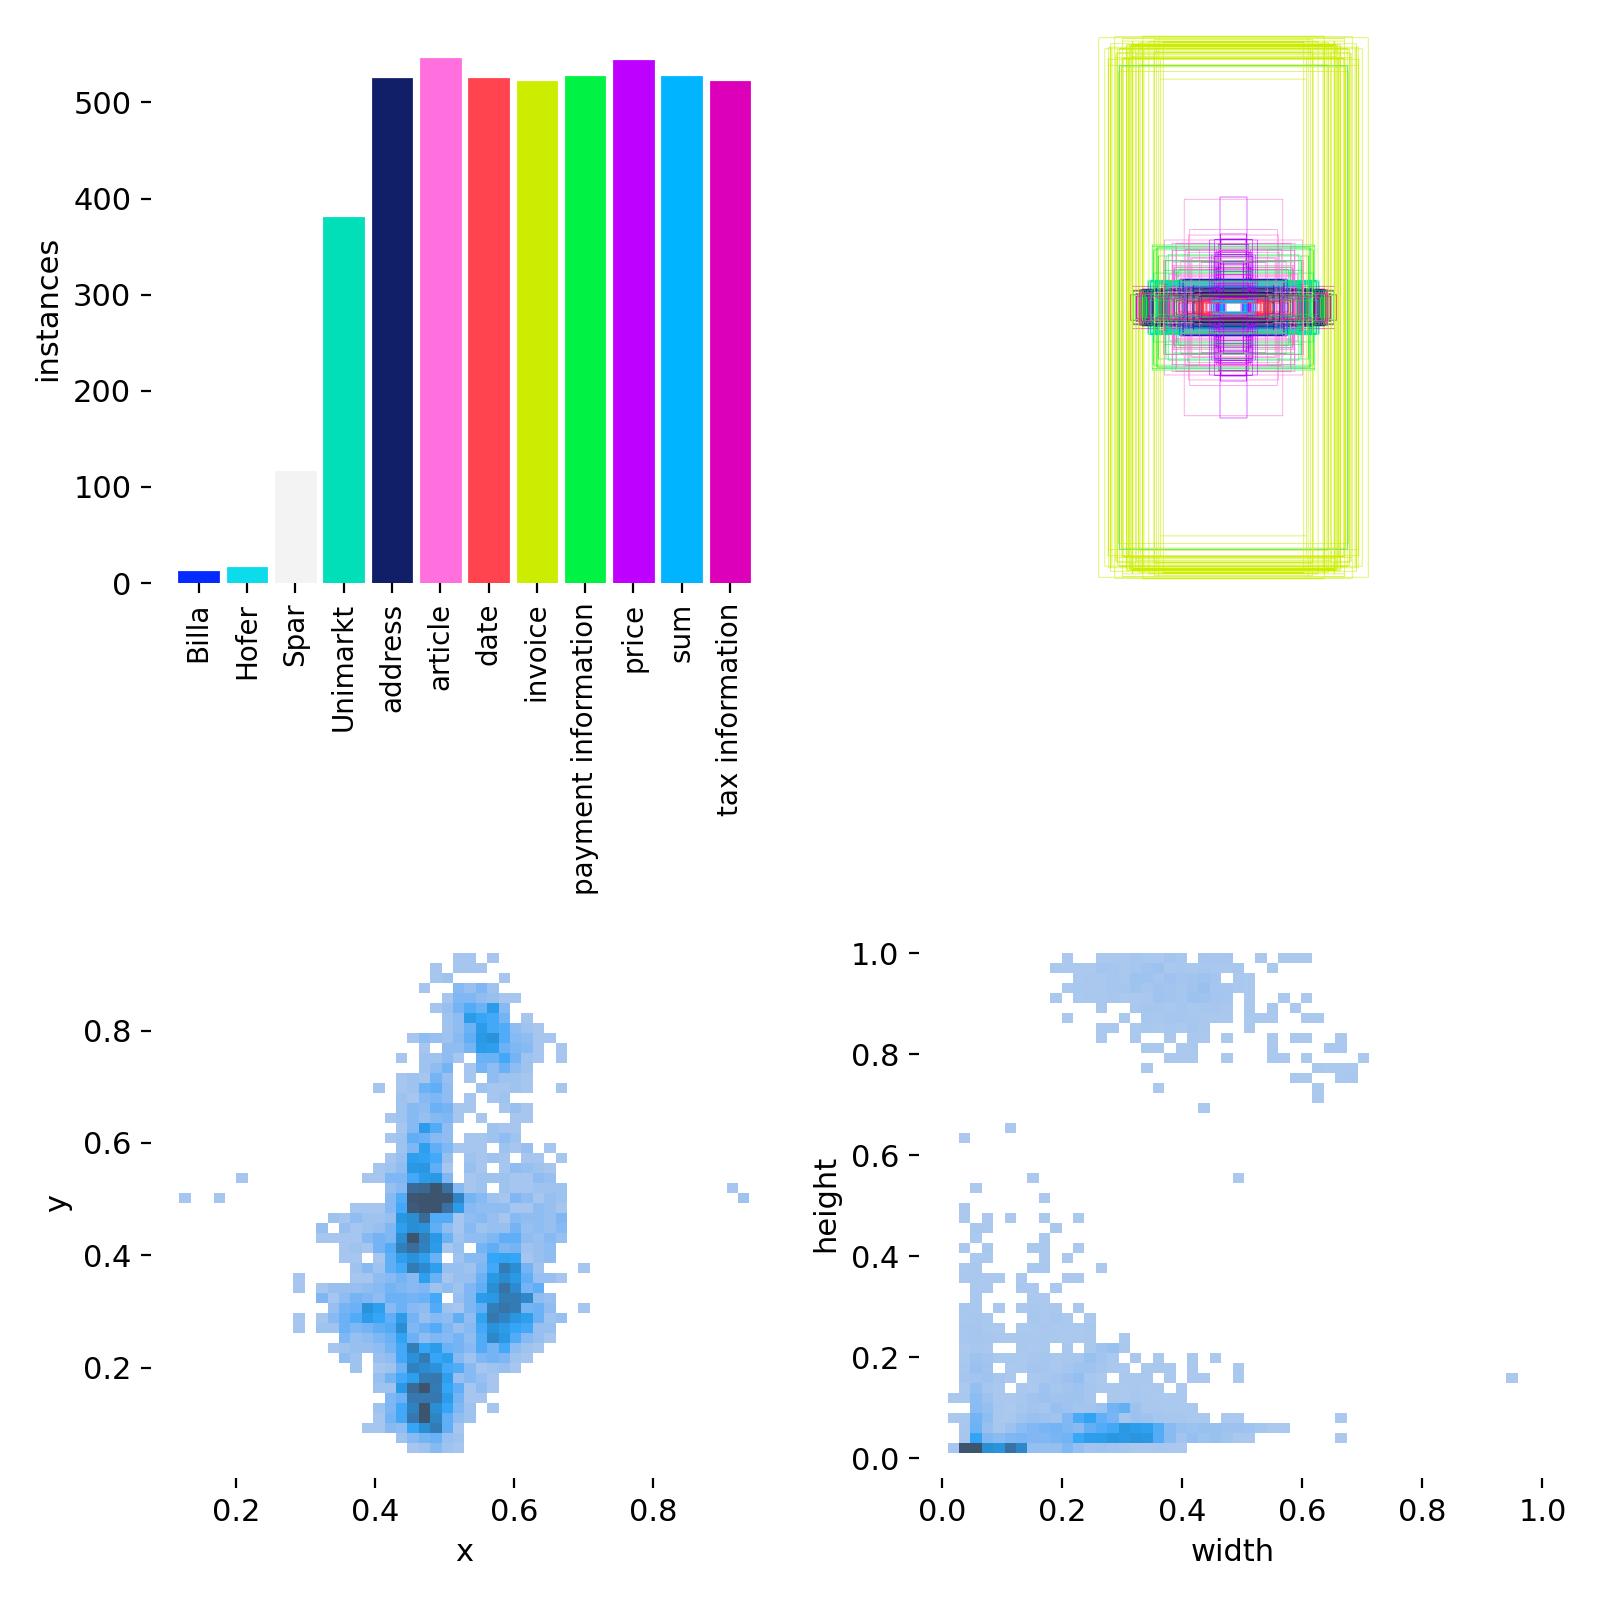 instances
500
400
300
200
100
0
Billa
Hofer
Spar
Unimarkt
address
article
date
invoice
payment information
price
sum
tax information
y
0.8
0.6
0.4
0.2
0.2
0.4
0.6
0.8
x
height
1.0
0.8
0.6
0.4
0.2
0.0
0.0
0.2
0.4
0.6
0.8
1.0
width